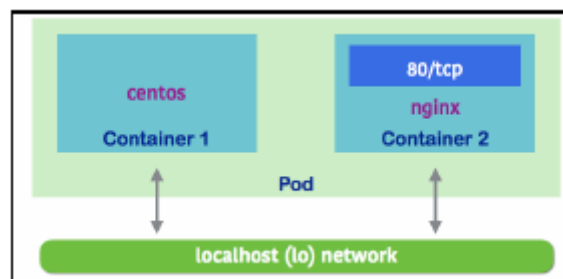 80/tcp
centos
nginx
Container 1
Container 2
Pod
localhost (lo) network